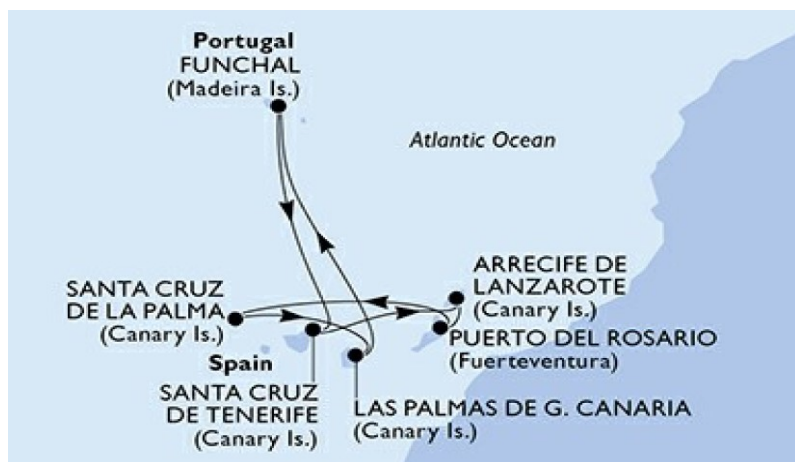 Portugal
FUNCHAL
(Madeira Is.)
Atlantic Ocean
ARRECIFE DE
LANZAROTE
(Canary Is.)
SANTA CRUZ
DE LA PALMA
(Canary Is.)
PUERTO DEL ROSARIO
(Fuerteventura)
Spain
SANTA CRUZ
DE TENERIFE
(Canary Is.)
LAS PALMAS DE G. CANARIA
(Canary Is.)